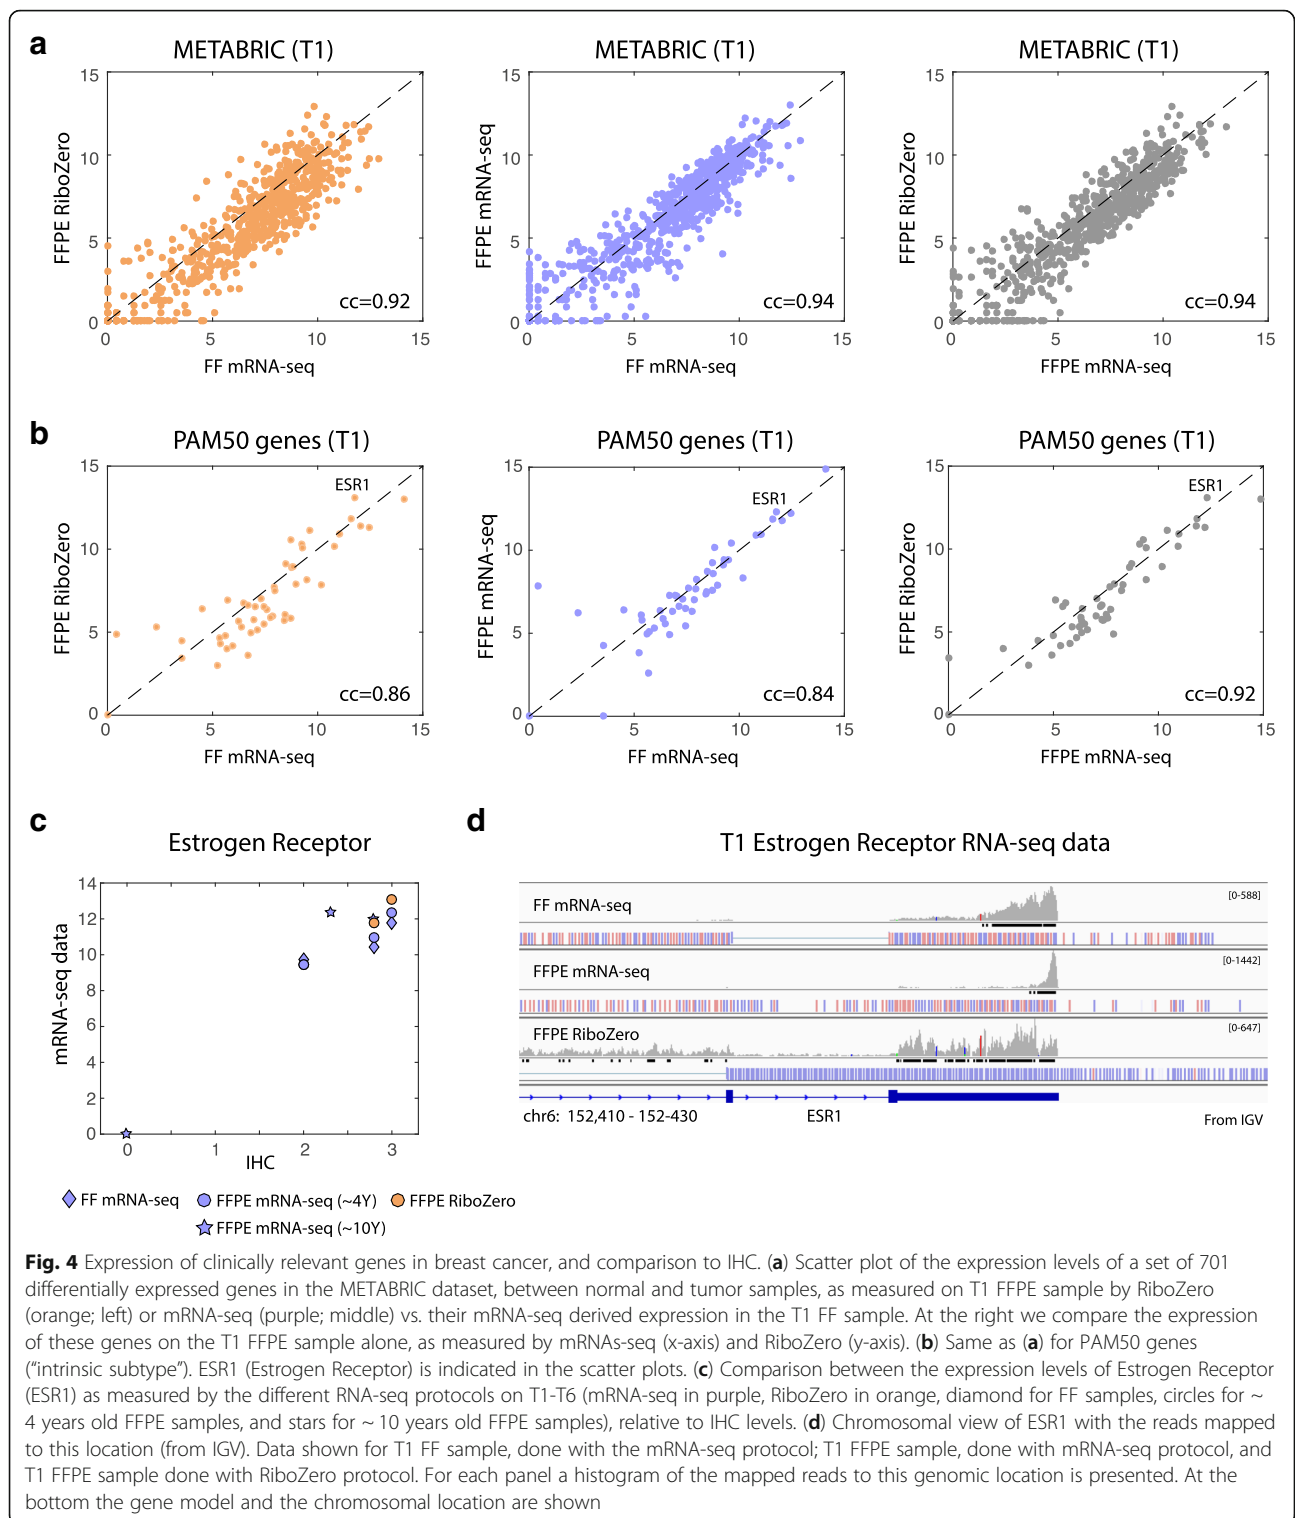 a
METABRIC (T1)
METABRIC (T1)
METABRIC (T1)
15
10
5
0
FFPE RiboZero
cc=0.92
0
5
10
15
FF mRNA-seq
15
10
5
0
FFPE mRNA-seq
cc=0.94
0
5
10
15
FF mRNA-seq
15
10
5
0
FFPE RiboZero
cc=0.94
0
5
10
15
FFPE mRNA-seq
b
PAM50 genes (T1)
PAM50 genes (T1)
PAM50 genes (T1)
15
10
5
0
FFPE RiboZero
ESR1
cc=0.86
0
5
10
15
FF mRNA-seq
15
10
5
0
FFPE mRNA-seq
ESR1
cc=0.84
0
5
10
15
FF mRNA-seq
15
10
5
0
FFPE RiboZero
ESR1
cc=0.92
0
5
10
15
FFPE mRNA-seq
c
Estrogen Receptor
14
12
10
8
6
4
2
0
mRNA-seq data
0
1
2
3
IHC
FF mRNA-seq
FFPE mRNA-seq (~4Y)
FFPE RiboZero
FFPE mRNA-seq (~10Y)
d
T1 Estrogen Receptor RNA-seq data
FF mRNA-seq
[0-588]
FFPE mRNA-seq
[0-1442]
FFPE RiboZero
[0-647]
chr6: 152,410 - 152-430
ESR1
From IGV
Fig. 4 Expression of clinically relevant genes in breast cancer, and comparison to IHC. (a) Scatter plot of the expression levels of a set of 701
differentially expressed genes in the METABRIC dataset, between normal and tumor samples, as measured on T1 FFPE sample by RiboZero
(orange; left) or mRNA-seq (purple; middle) vs. their mRNA-seq derived expression in the T1 FF sample. At the right we compare the expression
of these genes on the T1 FFPE sample alone, as measured by mRNAs-seq (x-axis) and RiboZero (y-axis). (b) Same as (a) for PAM50 genes
(“intrinsic subtype”). ESR1 (Estrogen Receptor) is indicated in the scatter plots. (c) Comparison between the expression levels of Estrogen Receptor
(ESR1) as measured by the different RNA-seq protocols on T1-T6 (mRNA-seq in purple, RiboZero in orange, diamond for FF samples, circles for ~
4 years old FFPE samples, and stars for ~ 10 years old FFPE samples), relative to IHC levels. (d) Chromosomal view of ESR1 with the reads mapped
to this location (from IGV). Data shown for T1 FF sample, done with the mRNA-seq protocol; T1 FFPE sample, done with mRNA-seq protocol, and
T1 FFPE sample done with RiboZero protocol. For each panel a histogram of the mapped reads to this genomic location is presented. At the
bottom the gene model and the chromosomal location are shown